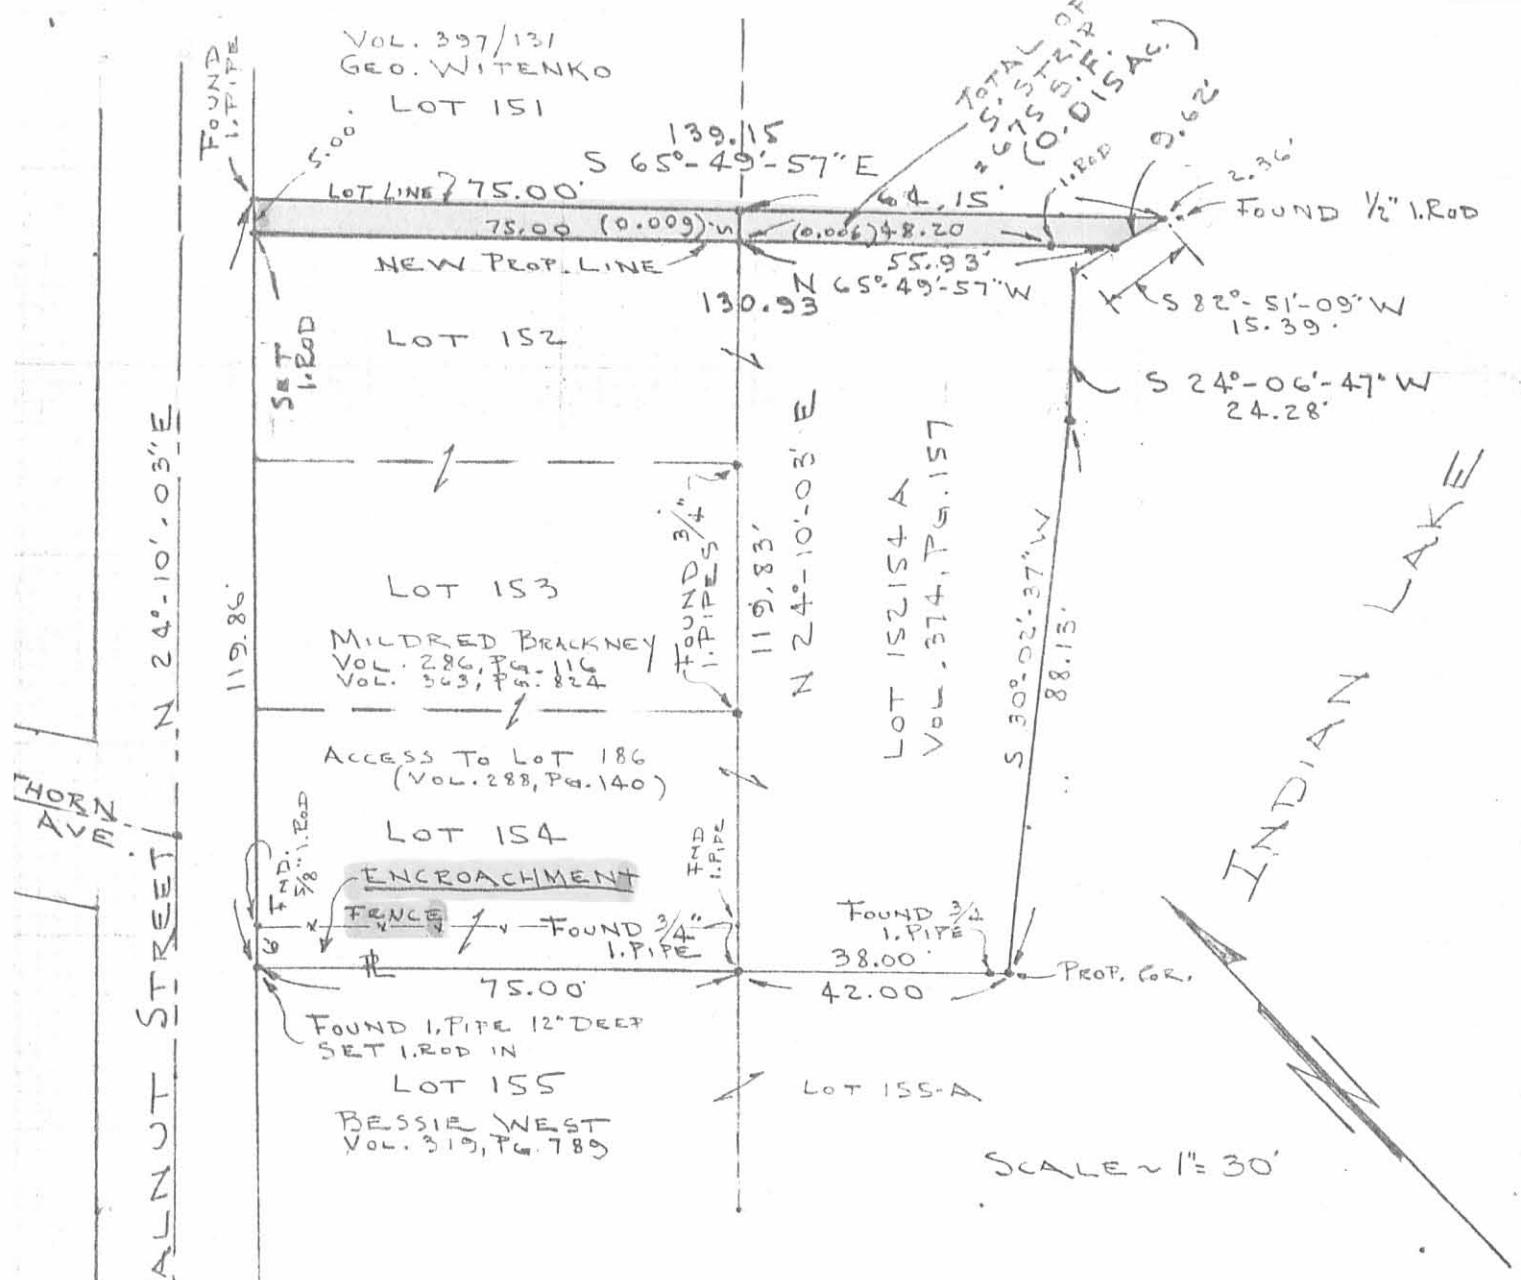 VOL. 397/131
GEO. WITENKO
LOT 151
FOUND
I.PIPE
5.00'
139.15
S 65°-49'-57" E
TOTAL OF
5' STRIP
*675 S.F.
(0.015 AC.)
I.ROD
9.62'
2.36'
LOT LINE
75.00'
64.15'
FOUND 1/2" I.ROD
75.00 (0.009)
(0.006) 48.20
NEW PROP. LINE
55.93'
N 65°-49'-57" W
130.93
S 82°-51'-09" W
15.39'
SET
I.ROD
LOT 152
S 24°-06'-47" W
24.28'
N 24°-10'-03" E
119.86'
FOUND 3/4"
I.PIPES
119.83'
N 24°-10'-03" E
LOT 152154 A
VOL. 374, PG. 157
S 30°-02'-37" W
88.13'
INDIAN LAKE
LOT 153
MILDRED BRACKNEY
VOL. 286, PG. 116
VOL. 363, PG. 824
ACCESS TO LOT 186
(VOL. 288, PG. 140)
THORN
AVE
LOT 154
FND.
5/8" I.ROD
FND
I.PIPE
ENCROACHMENT
FENCE
FOUND 3/4"
I.PIPE
FOUND 3/4
I.PIPE
6
PL
75.00'
38.00'
42.00
PROP. COR.
FOUND I.PIPE 12" DEEP
SET I.ROD IN
LOT 155
LOT 155-A
BESSIE WEST
VOL. 319, PG. 789
ALNUT STREET
N
SCALE ~ 1"= 30'